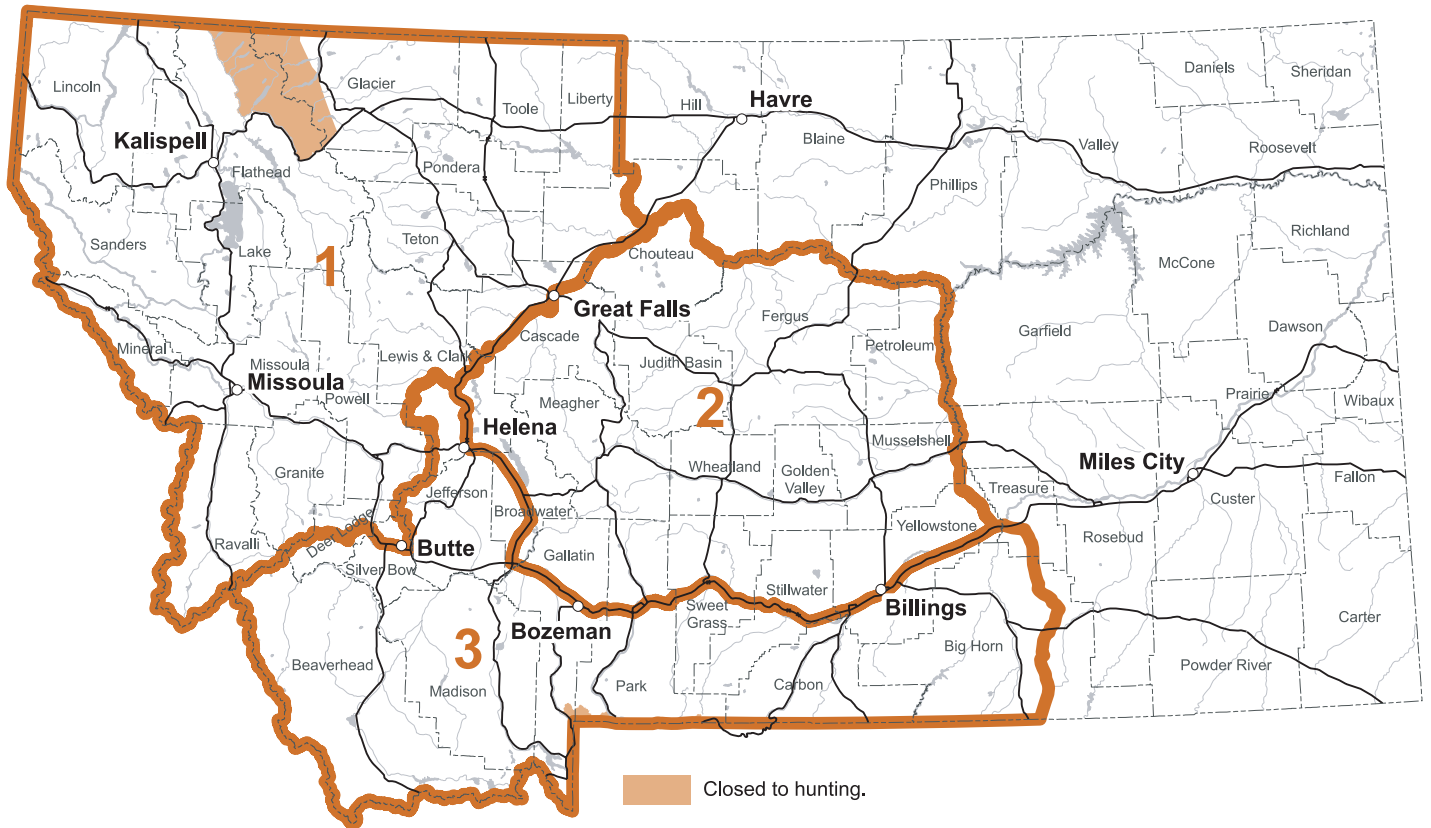 Daniels
Sheridan
Lincoln
Glacier
Toole
Liberty
Hill
Havre
Blaine
Kalispell
Flathead
Pondera
Valley
Roosevelt
Phillips
Sanders
Lake
1
Teton
Chouteau
Richland
McCone
Great Falls
Cascade
Fergus
Garfield
Dawson
Mineral
Missoula
Lewis & Clark
Judith Basin
Petroleum
Missoula
Powell
Meagher
2
Prairie
Wibaux
Helena
Musselshell
Granite
Jefferson
Wheatland
Golden
Valley
Miles City
Treasure
Fallon
Custer
Broadwater
Ravalli
Deer Lodge
Butte
Gallatin
Yellowstone
Rosebud
Silver Bow
Stillwater
Sweet
Grass
Billings
Bozeman
Carter
Beaverhead
3
Madison
Park
Carbon
Big Horn
Powder River
Closed to hunting.